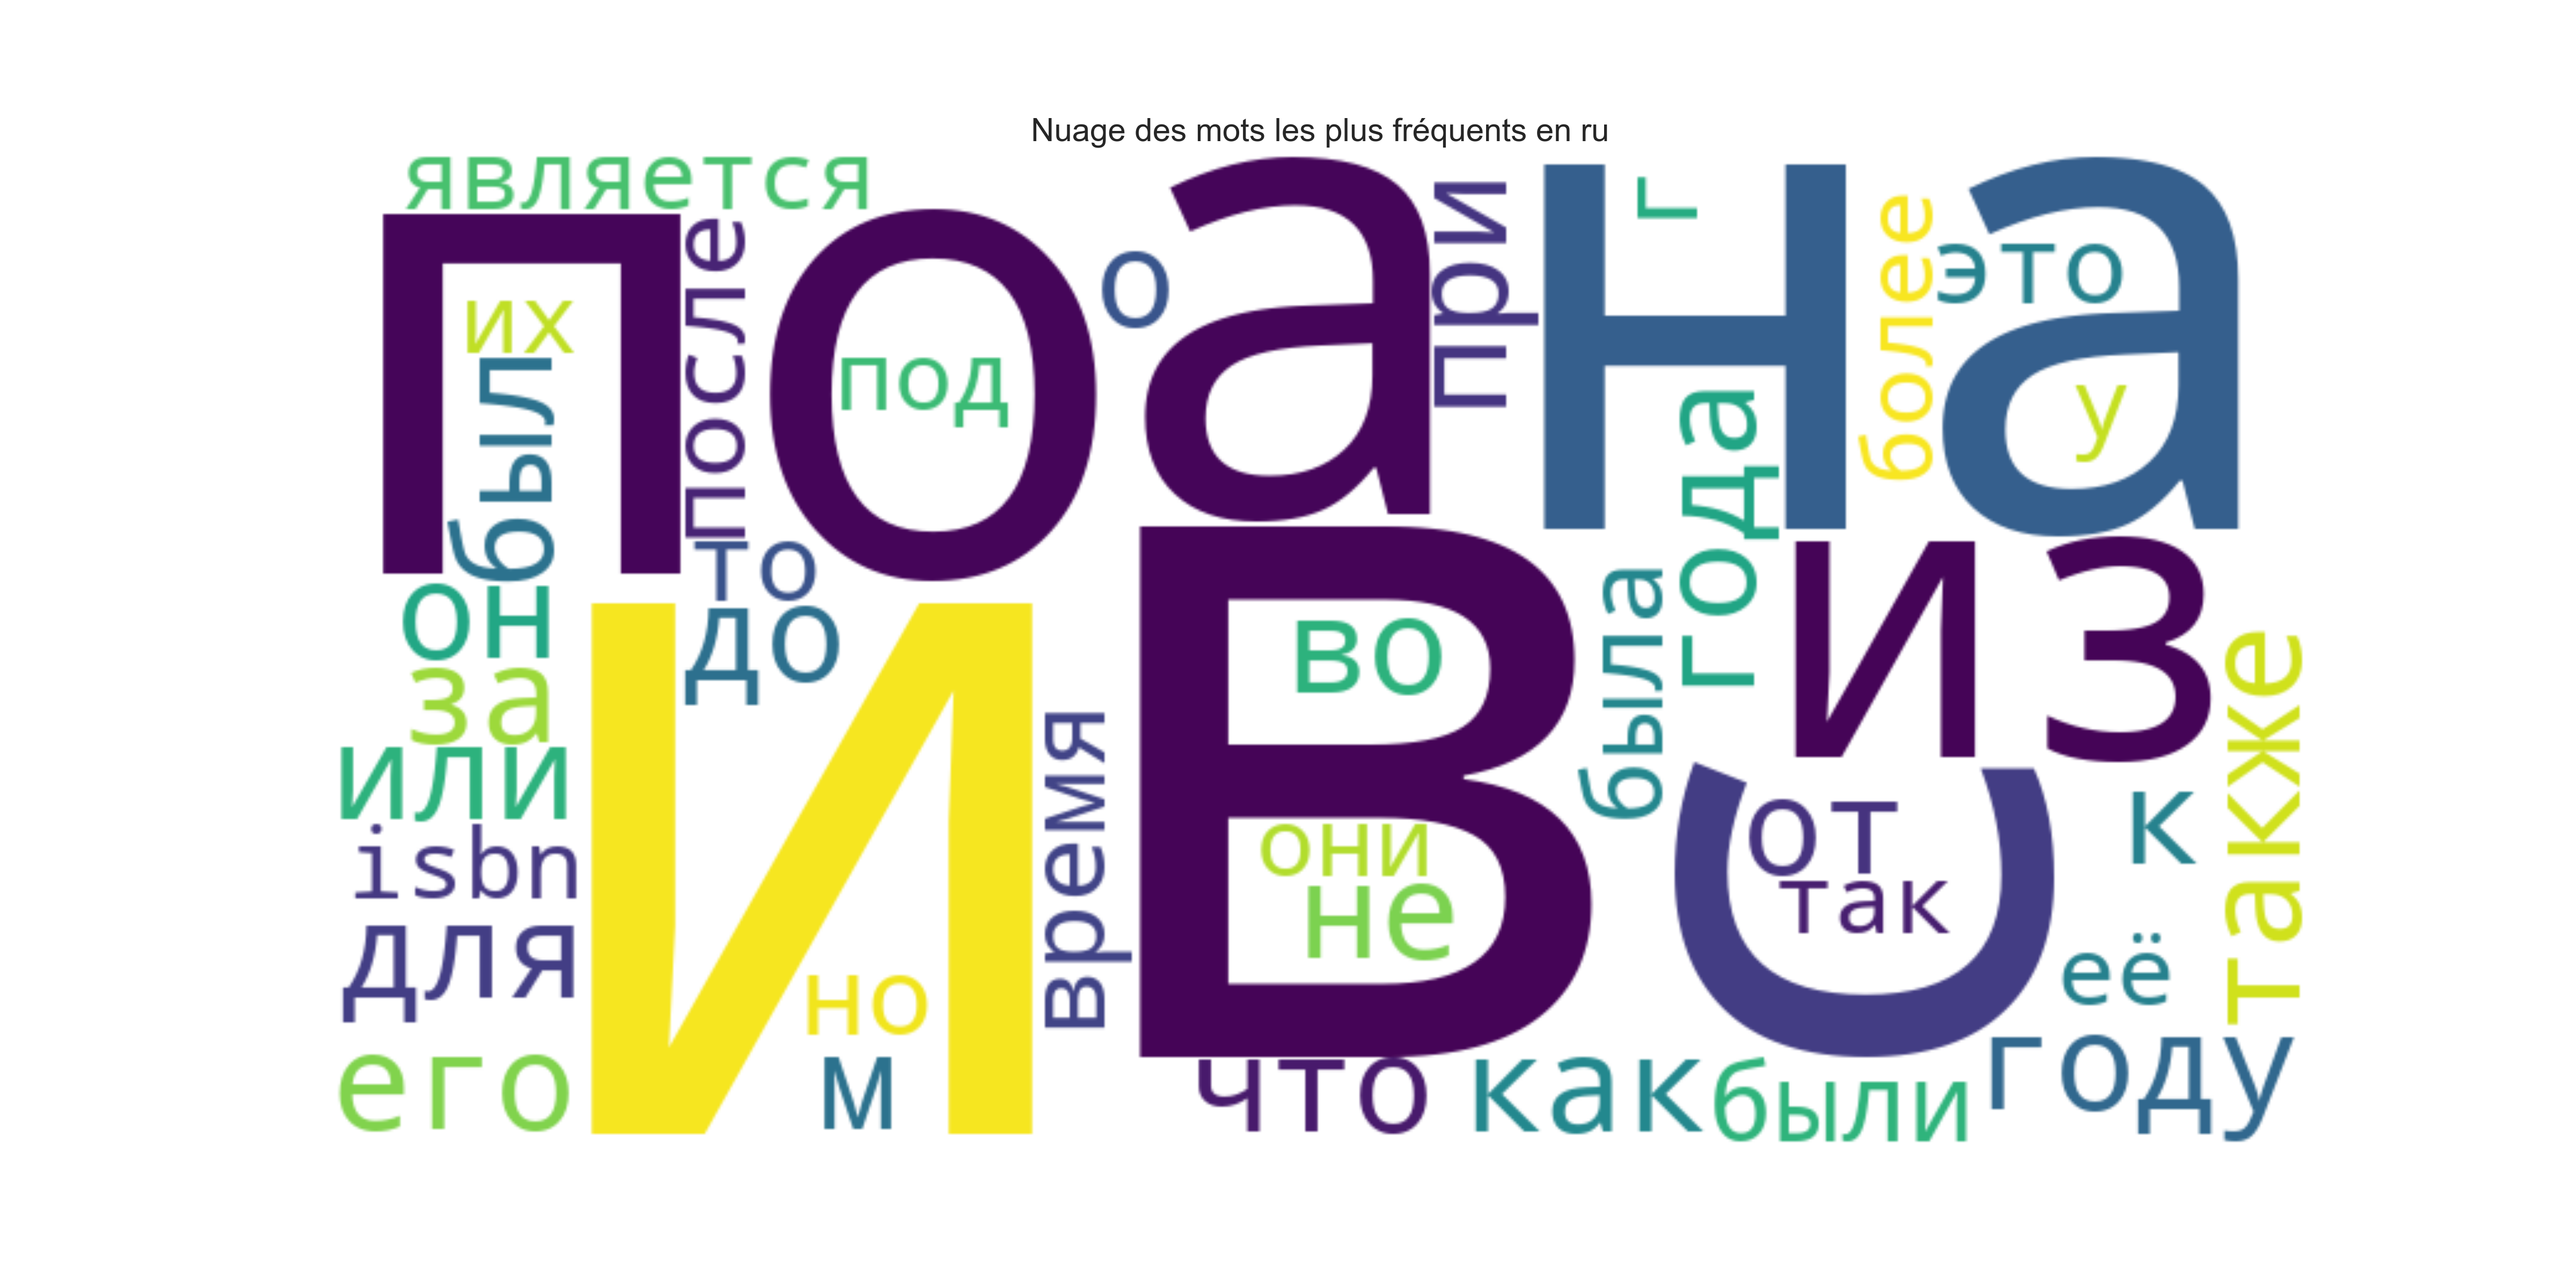 Nuage des mots les plus fréquents en ru
является
по
а
на
при
г
более
это
о
после
их
под
у
был
года
то
из
он
до
в
во
была
также
за
и
или
время
с
от
к
isbn
они
так
не
для
её
но
его
м
что
как
были
году